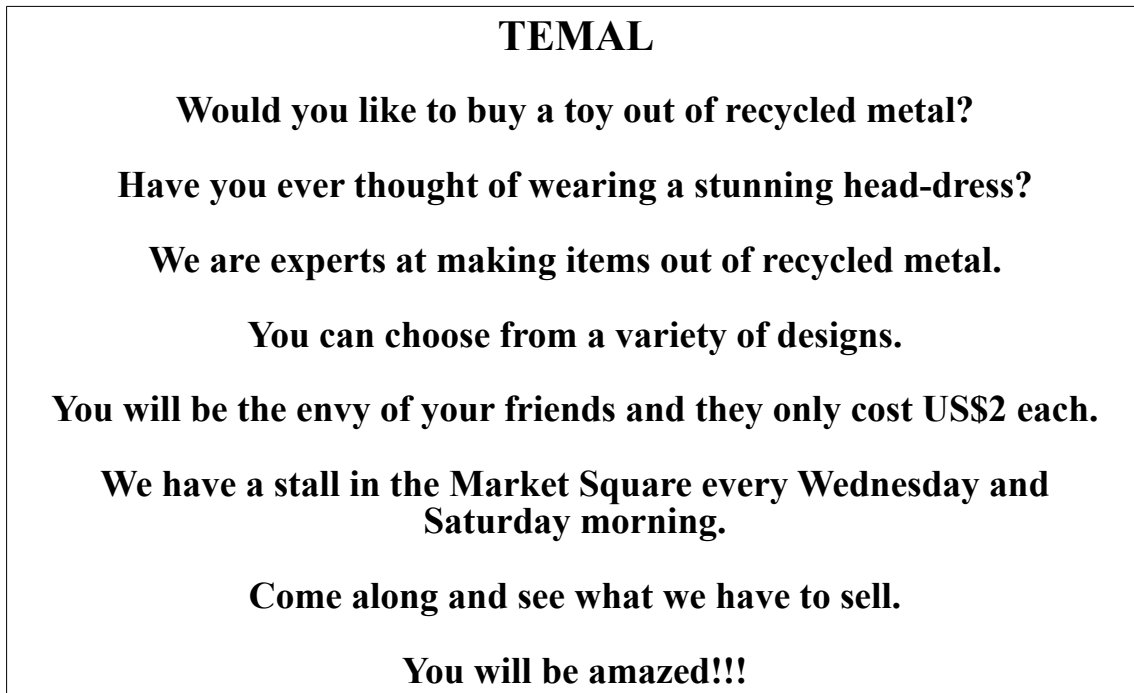 TEMAL
Would you like to buy a toy out of recycled metal?
Have you ever thought of wearing a stunning head-dress?
We are experts at making items out of recycled metal.
You can choose from a variety of designs.
You will be the envy of your friends and they only cost US$2 each.
We have a stall in the Market Square every Wednesday and
Saturday morning.
Come along and see what we have to sell.
You will be amazed!!!